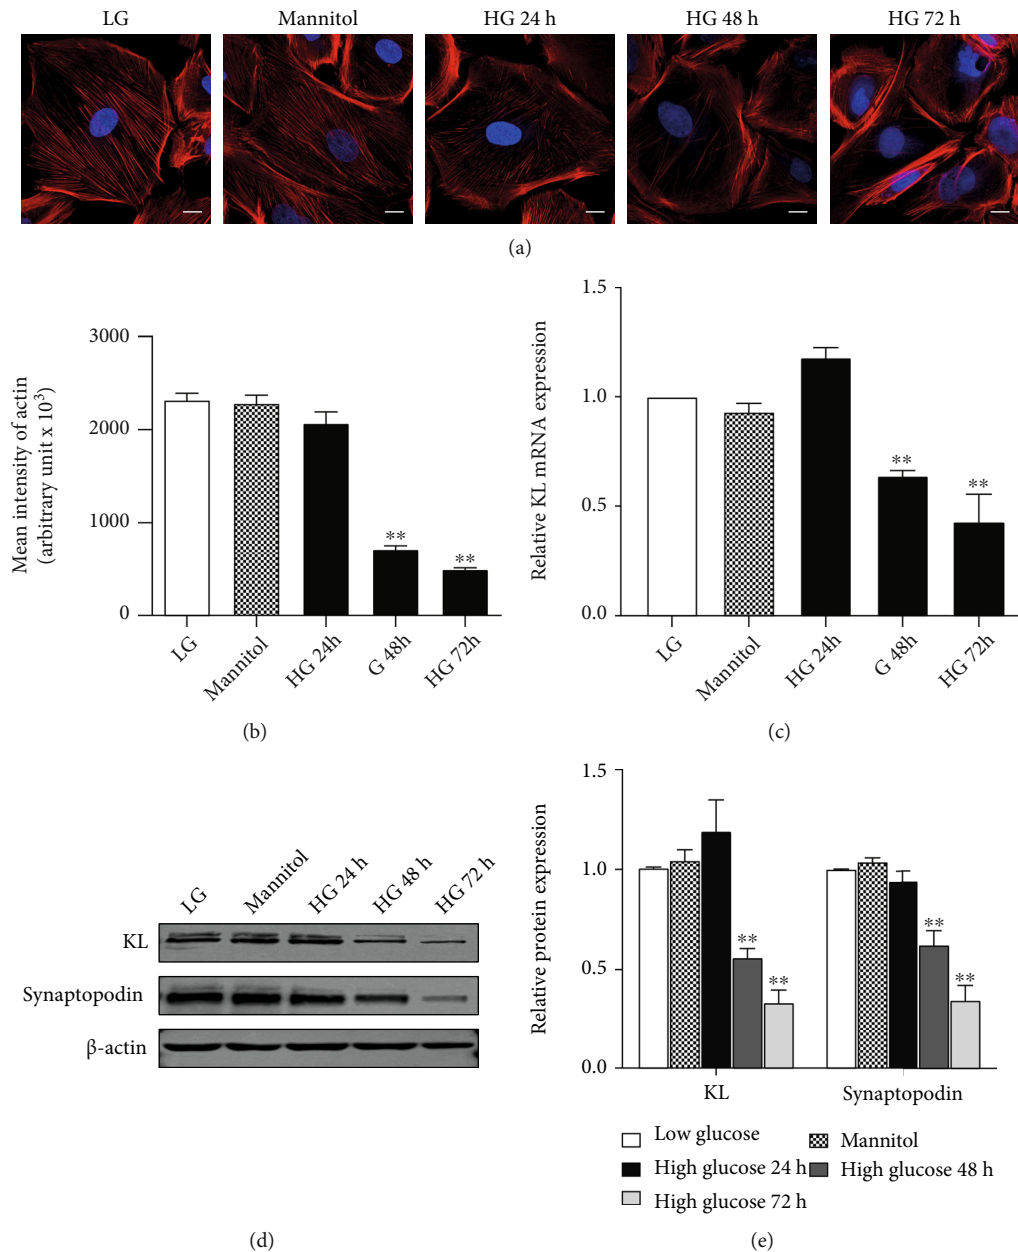 LG Mannitol HG 24 h HG 48 h HG 72 h
(a)
Mean intensity of actin
(arbitrary unit x 10³)
3000
2000
1000
0
**
**
LG Mannitol HG 24h G 48h HG 72h
(b)
Relative KL mRNA expression
1.5
1.0
0.5
0.0
**
**
LG Mannitol HG 24h G 48h HG 72h
(c)
LG Mannitol HG 24 h HG 48 h HG 72 h
KL
Synaptopodin
β-actin
(d)
Relative protein expression
1.5
1.0
0.5
0.0
**
**
**
**
KL Synaptopodin
Low glucose Mannitol
High glucose 24 h High glucose 48 h
High glucose 72 h
(e)